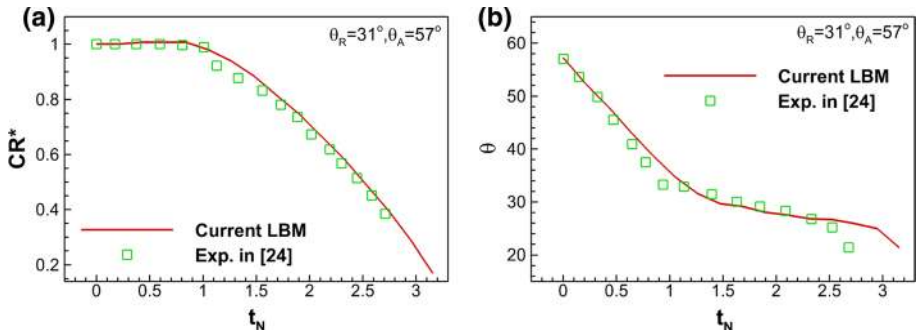 (a)
θR=31°,θA=57°
1
0.8
0.6
0.4
0.2
CR*
Current LBM
Exp. in [24]
0 0.5 1 1.5 2 2.5 3
tN
(b)
θR=31°,θA=57°
60
50
40
30
20
θ
Current LBM
Exp. in [24]
0 0.5 1 1.5 2 2.5 3
tN